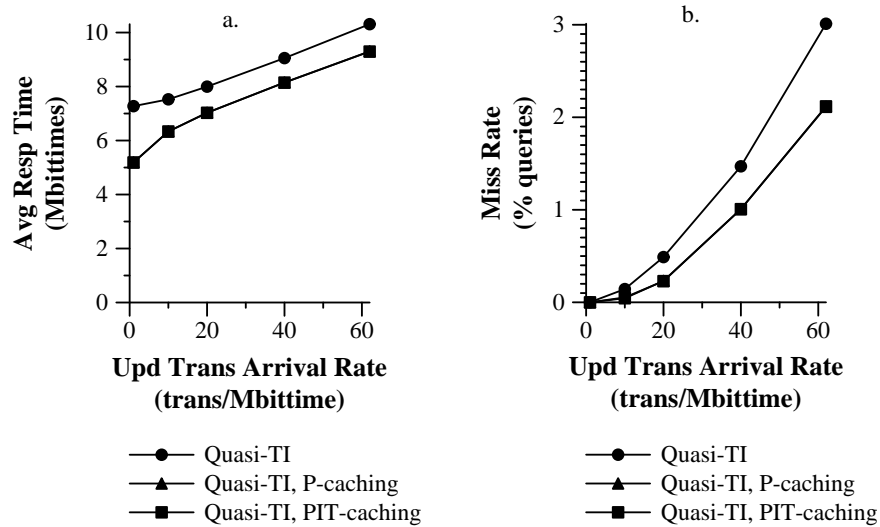 a.
10
8
6
4
2
0
Avg Resp Time
(Mbittimes)
0 20 40 60
Upd Trans Arrival Rate
(trans/Mbittime)
Quasi-TI
Quasi-TI, P-caching
Quasi-TI, PIT-caching
b.
3
2
1
0
Miss Rate
(% queries)
0 20 40 60
Upd Trans Arrival Rate
(trans/Mbittime)
Quasi-TI
Quasi-TI, P-caching
Quasi-TI, PIT-caching